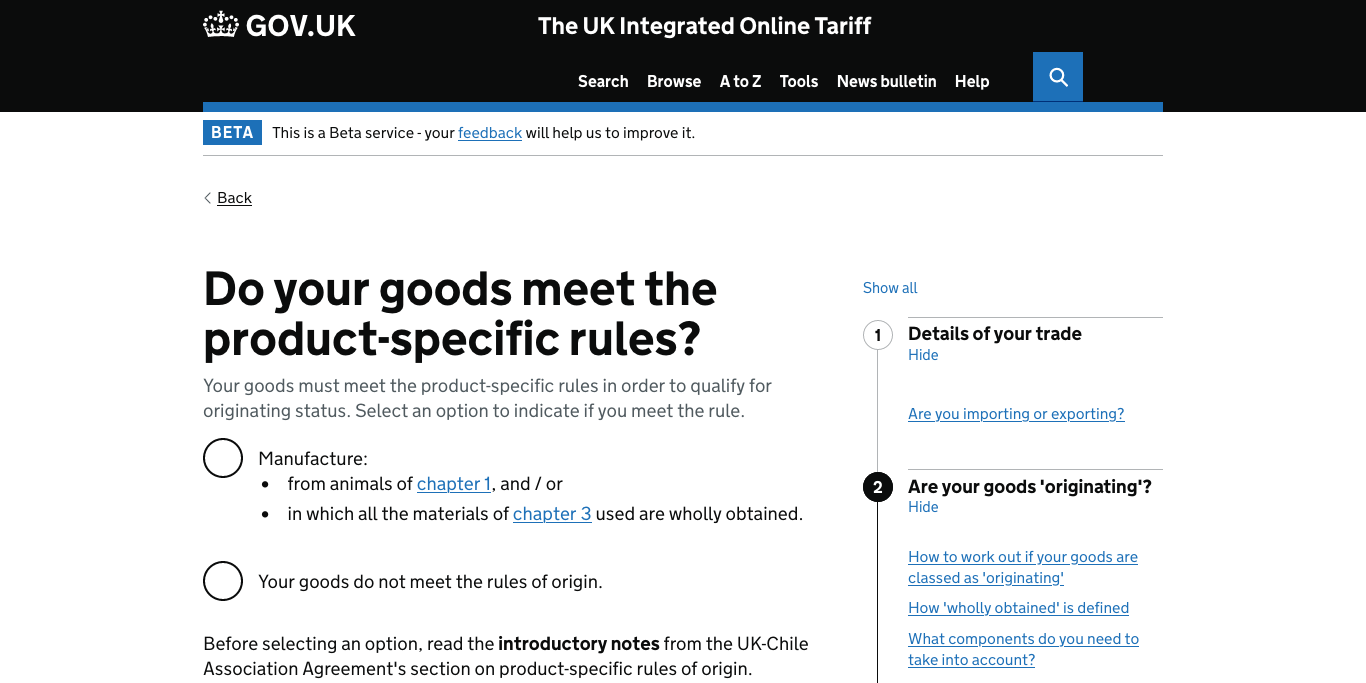 GOV.UK
The UK Integrated Online Tariff
Search Browse A to Z Tools News bulletin Help
BETA This is a Beta service - your feedback will help us to improve it.
Back
Do your goods meet the
product-specific rules?
Your goods must meet the product-specific rules in order to qualify for
originating status. Select an option to indicate if you meet the rule.
Manufacture:
• from animals of chapter 1, and / or
• in which all the materials of chapter 3 used are wholly obtained.
Your goods do not meet the rules of origin.
Before selecting an option, read the introductory notes from the UK-Chile
Association Agreement's section on product-specific rules of origin.
Show all
1 Details of your trade
Hide
Are you importing or exporting?
2 Are your goods 'originating'?
Hide
How to work out if your goods are
classed as 'originating'
How 'wholly obtained' is defined
What components do you need to
take into account?